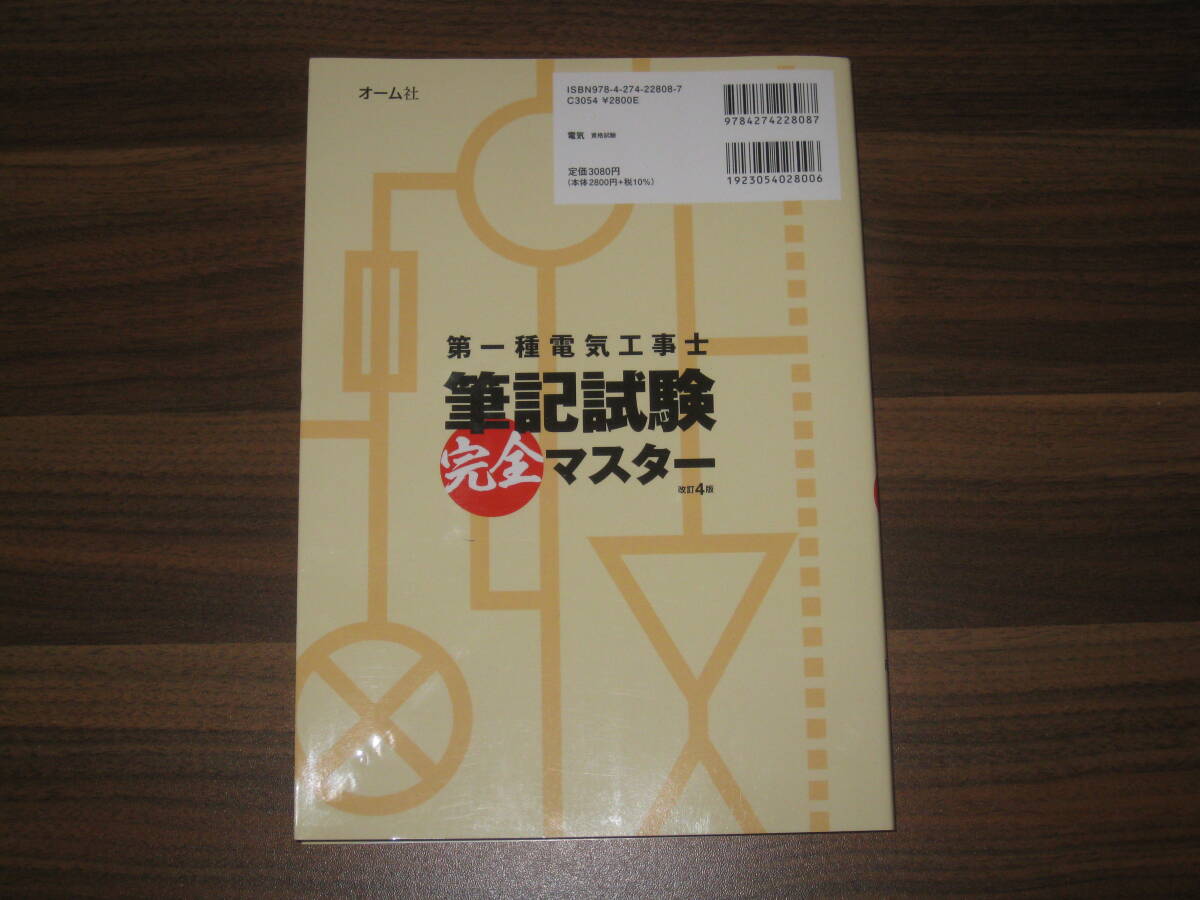 オーム社
ISBN978-4-274-22808-7
C3054 ¥2800E
9784274228087
電気 資格試験
定価3080円
(本体2800円+税10%)
1923054028006
第一種電気工事士
筆記試験
完全マスター
改訂4版